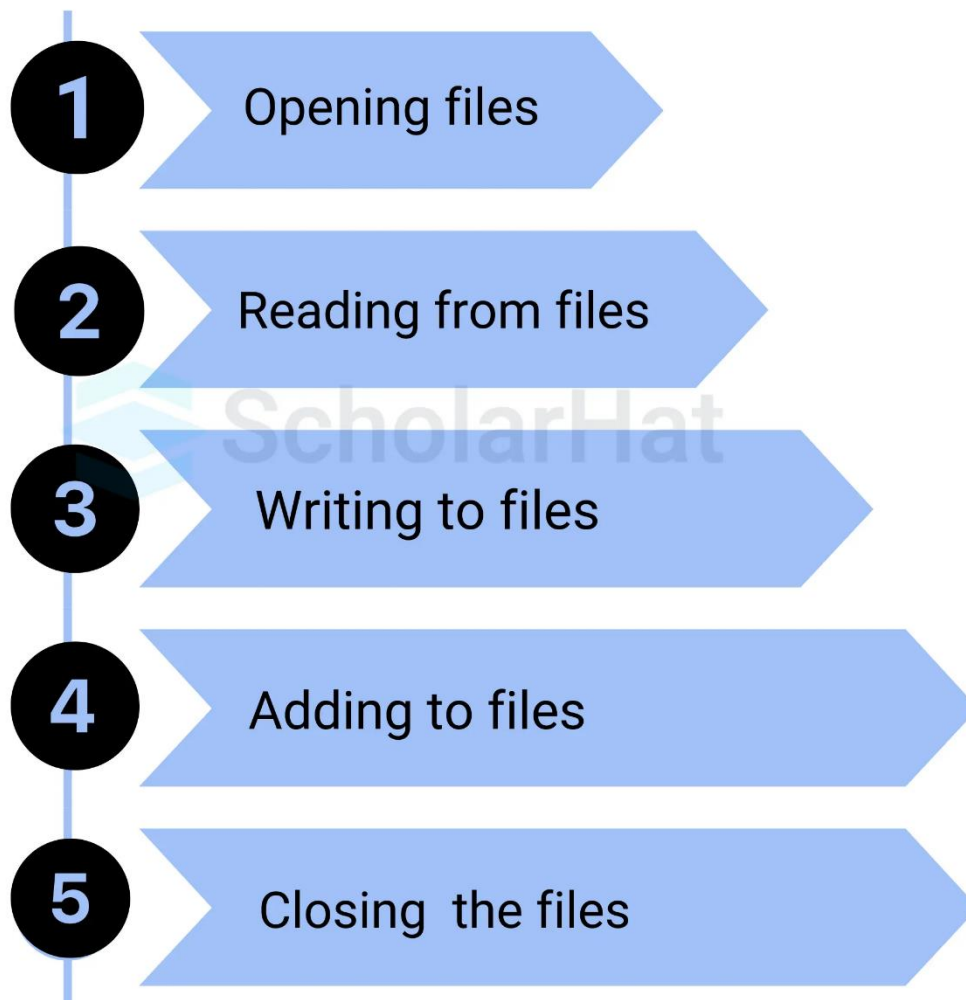 1
Opening files
2
Reading from files
ScholarHat
3
Writing to files
4
Adding to files
5
Closing the files